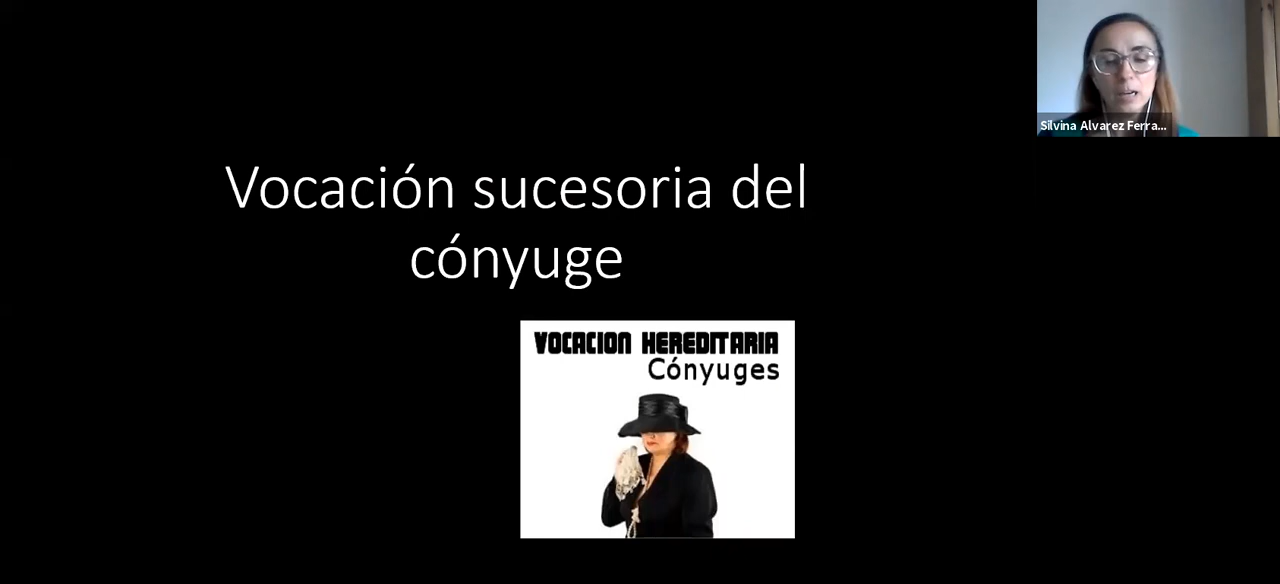 Silvina Alvarez Ferra...
Vocación sucesoria del
cónyuge
VOCACION HEREDITARIA
Cónyuges